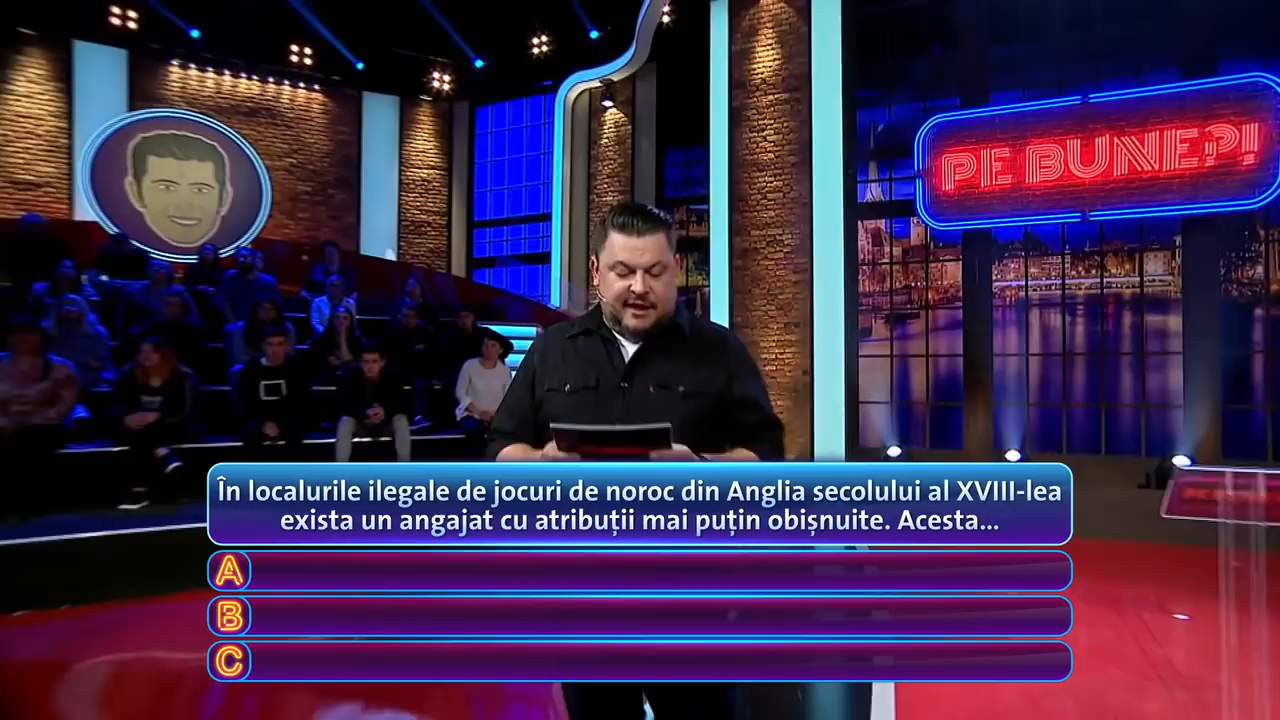 PE BUNE?!
În localurile ilegale de jocuri de noroc din Anglia secolului al XVIII-lea
exista un angajat cu atribuții mai puțin obișnuite. Acesta...
A
B
C